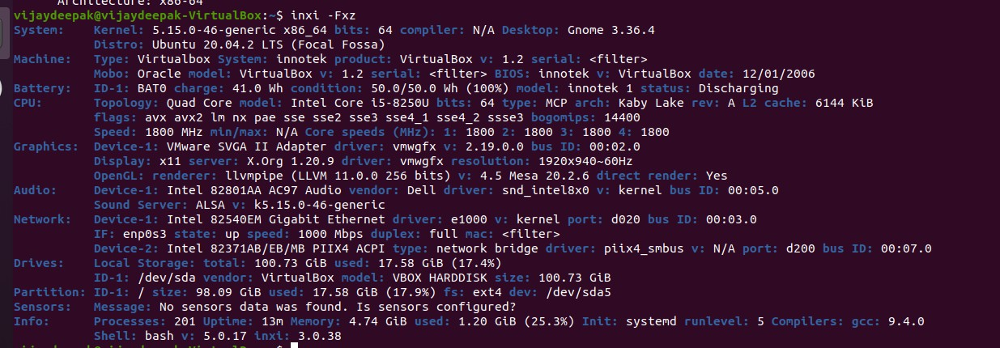 Architecture: x86-64
vijaydeepak@vijaydeepak-VirtualBox:~$ inxi -Fxz
System: Kernel: 5.15.0-46-generic x86_64 bits: 64 compiler: N/A Desktop: Gnome 3.36.4
Distro: Ubuntu 20.04.2 LTS (Focal Fossa)
Machine: Type: Virtualbox System: innotek product: VirtualBox v: 1.2 serial: <filter>
Mobo: Oracle model: VirtualBox v: 1.2 serial: <filter> BIOS: innotek v: VirtualBox date: 12/01/2006
Battery: ID-1: BAT0 charge: 41.0 Wh condition: 50.0/50.0 Wh (100%) model: innotek 1 status: Discharging
CPU: Topology: Quad Core model: Intel Core i5-8250U bits: 64 type: MCP arch: Kaby Lake rev: A L2 cache: 6144 KiB
flags: avx avx2 lm nx pae sse sse2 sse3 sse4_1 sse4_2 ssse3 bogomips: 14400
Speed: 1800 MHz min/max: N/A Core speeds (MHz): 1: 1800 2: 1800 3: 1800 4: 1800
Graphics: Device-1: VMware SVGA II Adapter driver: vmwgfx v: 2.19.0.0 bus ID: 00:02.0
Display: x11 server: X.Org 1.20.9 driver: vmwgfx resolution: 1920x940~60Hz
OpenGL: renderer: llvmpipe (LLVM 11.0.0 256 bits) v: 4.5 Mesa 20.2.6 direct render: Yes
Audio: Device-1: Intel 82801AA AC97 Audio vendor: Dell driver: snd_intel8x0 v: kernel bus ID: 00:05.0
Sound Server: ALSA v: k5.15.0-46-generic
Network: Device-1: Intel 82540EM Gigabit Ethernet driver: e1000 v: kernel port: d020 bus ID: 00:03.0
IF: enp0s3 state: up speed: 1000 Mbps duplex: full mac: <filter>
Device-2: Intel 82371AB/EB/MB PIIX4 ACPI type: network bridge driver: piix4_smbus v: N/A port: d200 bus ID: 00:07.0
Drives: Local Storage: total: 100.73 GiB used: 17.58 GiB (17.4%)
ID-1: /dev/sda vendor: VirtualBox model: VBOX HARDDISK size: 100.73 GiB
Partition: ID-1: / size: 98.09 GiB used: 17.58 GiB (17.9%) fs: ext4 dev: /dev/sda5
Sensors: Message: No sensors data was found. Is sensors configured?
Info: Processes: 201 Uptime: 13m Memory: 4.74 GiB used: 1.20 GiB (25.3%) Init: systemd runlevel: 5 Compilers: gcc: 9.4.0
Shell: bash v: 5.0.17 inxi: 3.0.38
vijaydeepak@vijaydeepak-VirtualBox:~$